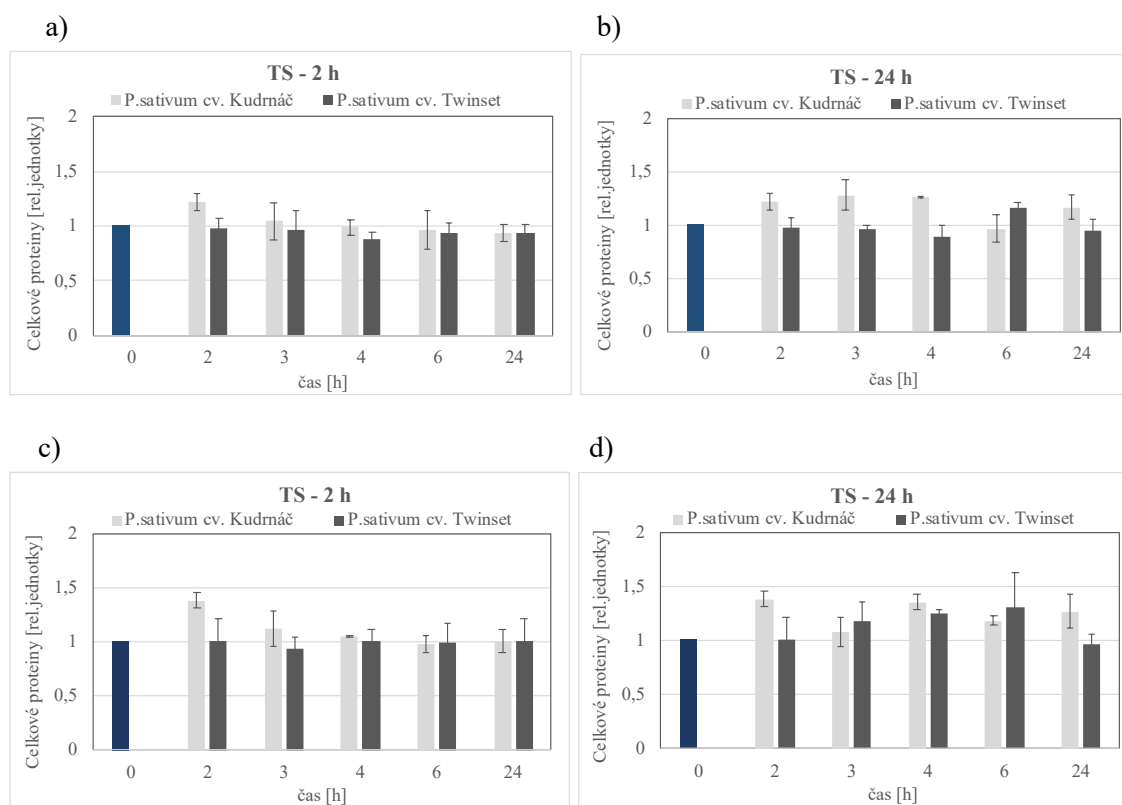 a)
TS - 2 h
P.sativum cv. Kudrnáč P.sativum cv. Twinset
Celkové proteiny [rel.jednotky]
2
1,5
1
0,5
0
0 2 3 4 6 24
čas [h]
b)
TS - 24 h
P.sativum cv. Kudrnáč P.sativum cv. Twinset
Celkové proteiny [rel.jednotky]
2
1,5
1
0,5
0
0 2 3 4 6 24
čas [h]
c)
TS - 2 h
P.sativum cv. Kudrnáč P.sativum cv. Twinset
Celkové proteiny [rel.jednotky]
2
1,5
1
0,5
0
0 2 3 4 6 24
čas [h]
d)
TS - 24 h
P.sativum cv. Kudrnáč P.sativum cv. Twinset
Celkové proteiny [rel.jednotky]
2
1,5
1
0,5
0
0 2 3 4 6 24
čas [h]